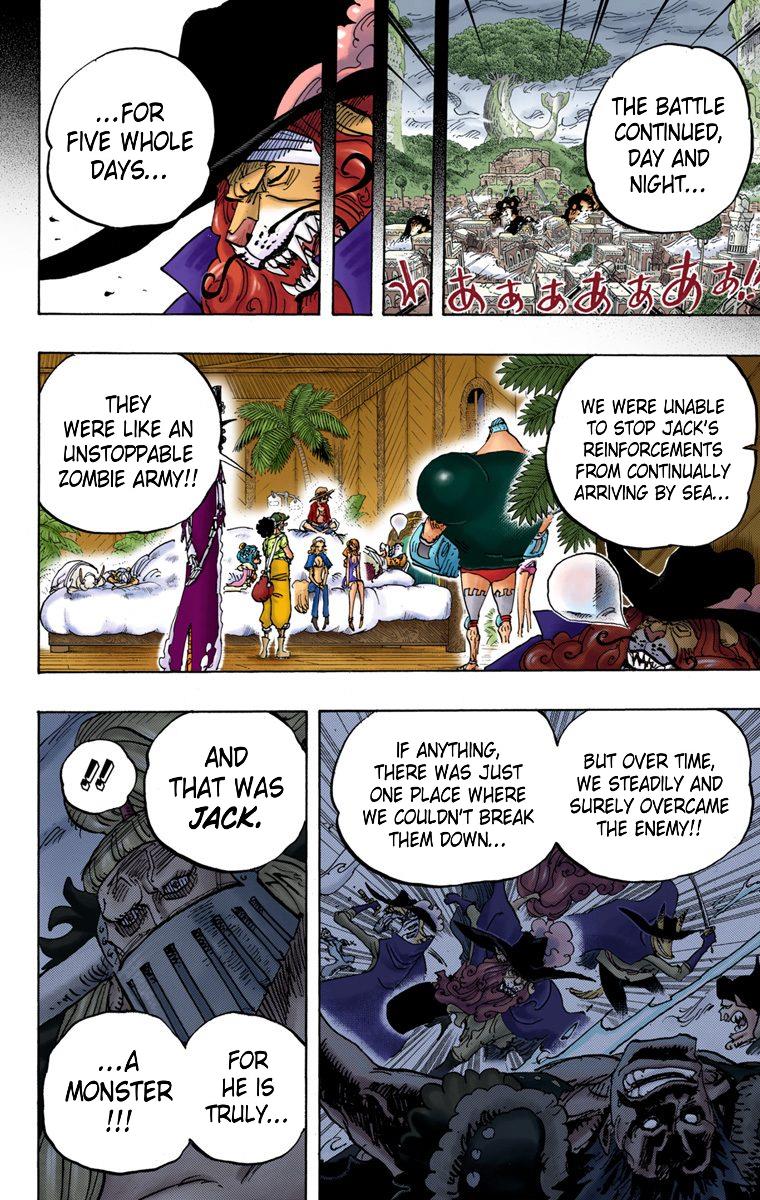 THE BATTLE
CONTINUED,
DAY AND
NIGHT...
...FOR
FIVE WHOLE
DAYS...
わあぁぁぁぁあぁ!!
WE WERE UNABLE
TO STOP JACK'S
REINFORCEMENTS
FROM CONTINUALLY
ARRIVING BY SEA...
THEY
WERE LIKE AN
UNSTOPPABLE
ZOMBIE ARMY!!
BUT OVER TIME,
WE STEADILY AND
SURELY OVERCAME
THE ENEMY!!
IF ANYTHING,
THERE WAS JUST
ONE PLACE WHERE
WE COULDN'T BREAK
THEM DOWN...
AND
THAT WAS
JACK.
!!
FOR
HE IS
TRULY...
...A
MONSTER
!!!